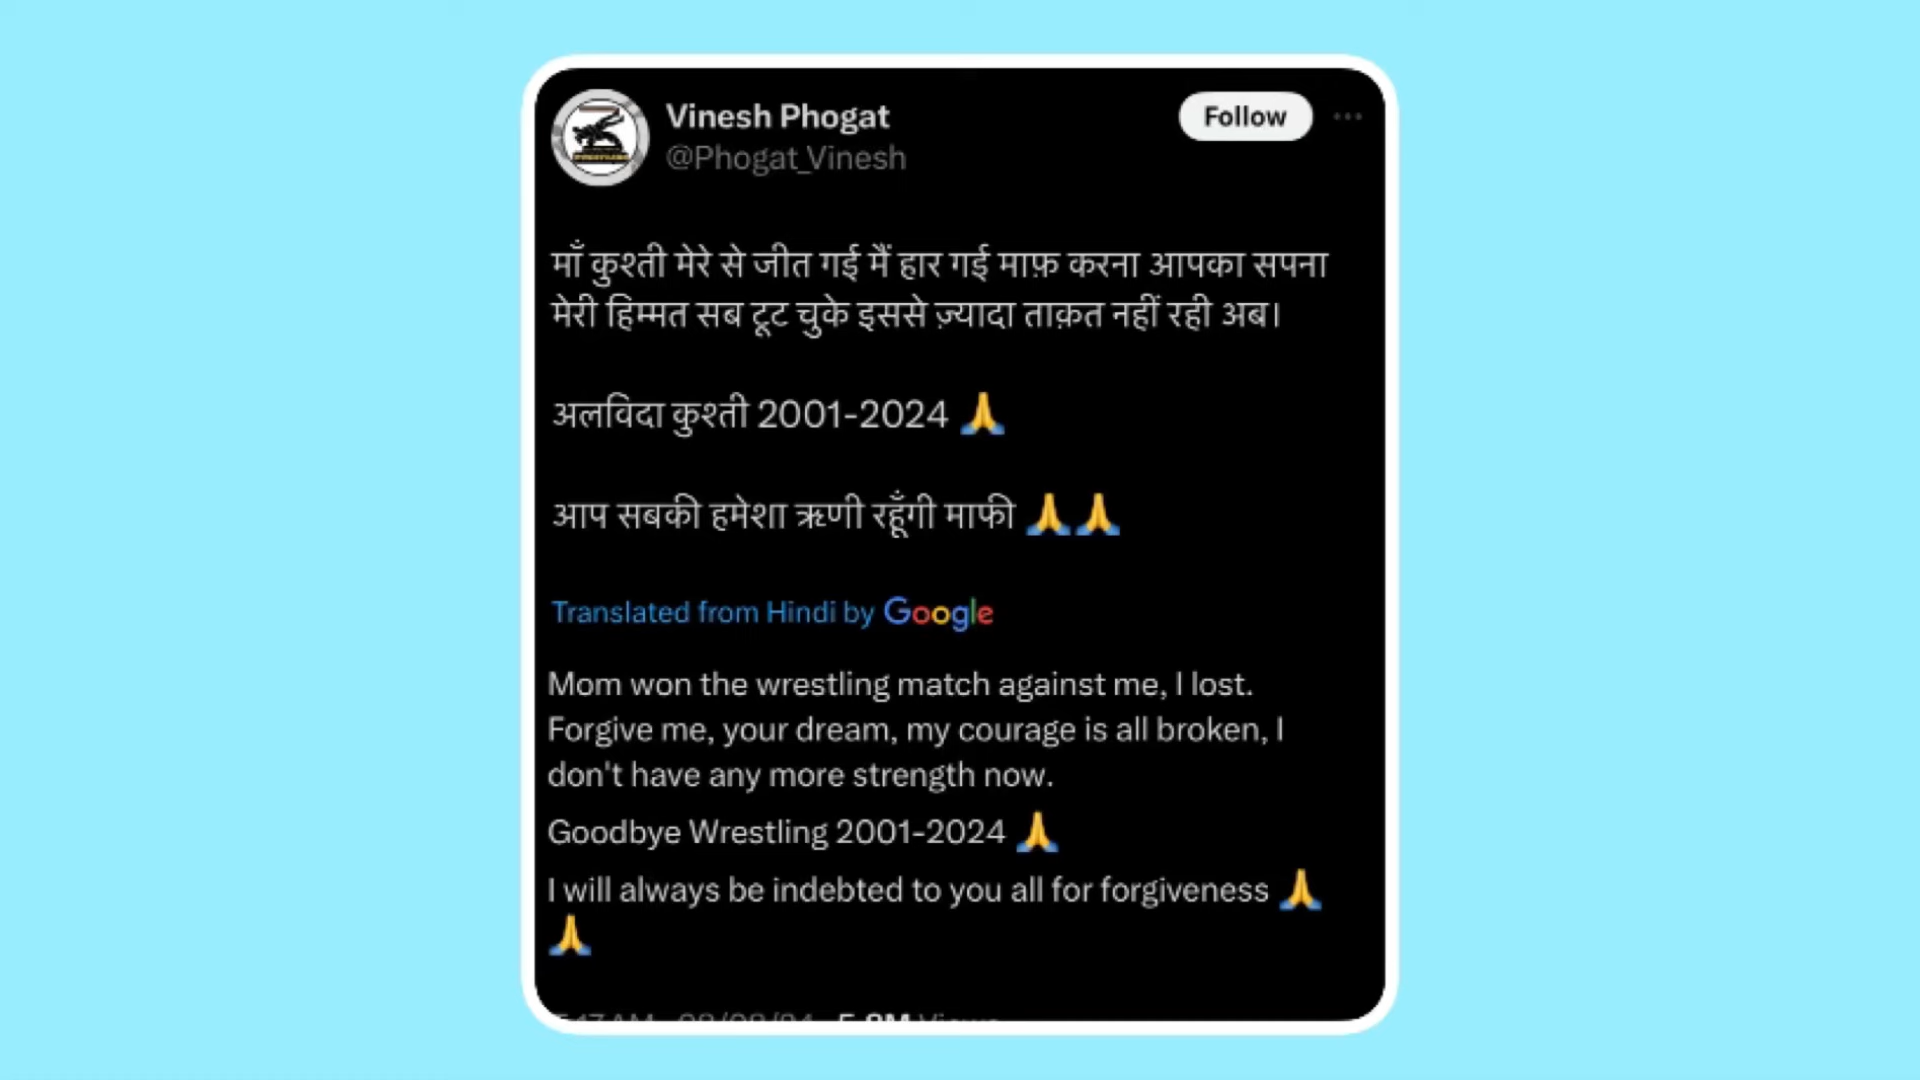 Vinesh Phogat
Follow
@Phogat_Vinesh
माँ कुश्ती मेरे से जीत गई मैं हार गई माफ़ करना आपका सपना
मेरी हिम्मत सब टूट चुके इससे ज़्यादा ताक़त नहीं रही अब।
अलविदा कुश्ती 2001-2024 🙏
आप सबकी हमेशा ऋणी रहूँगी माफी 🙏🙏
Translated from Hindi by Google
Mom won the wrestling match against me, I lost.
Forgive me, your dream, my courage is all broken, I
don't have any more strength now.
Goodbye Wrestling 2001-2024 🙏
I will always be indebted to you all for forgiveness 🙏
🙏